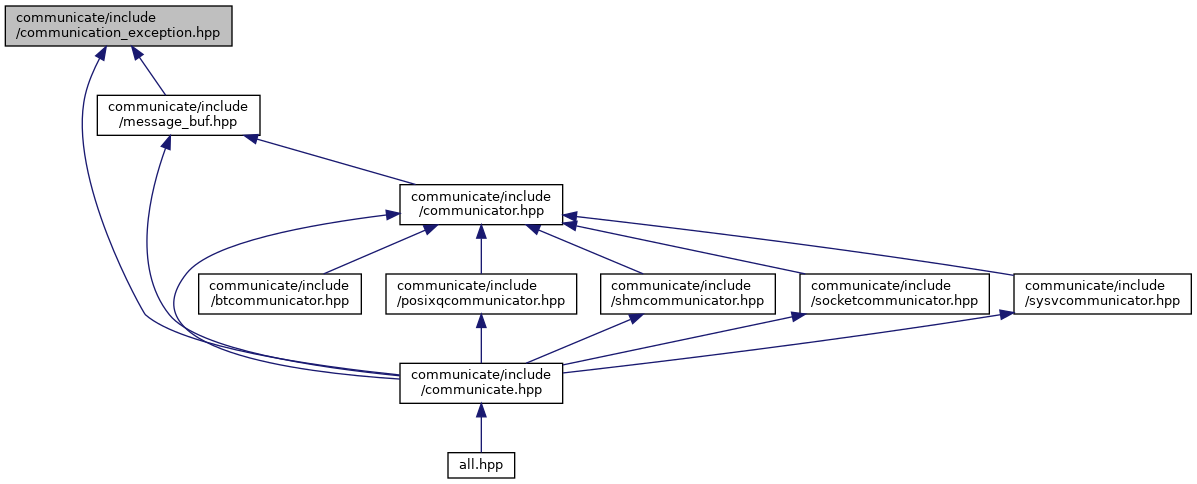 communicate/include
/communication_exception.hpp
communicate/include
/message_buf.hpp
communicate/include
/communicator.hpp
communicate/include
/btcommunicator.hpp
communicate/include
/posixqcommunicator.hpp
communicate/include
/shmcommunicator.hpp
communicate/include
/socketcommunicator.hpp
communicate/include
/sysvcommunicator.hpp
communicate/include
/communicate.hpp
all.hpp